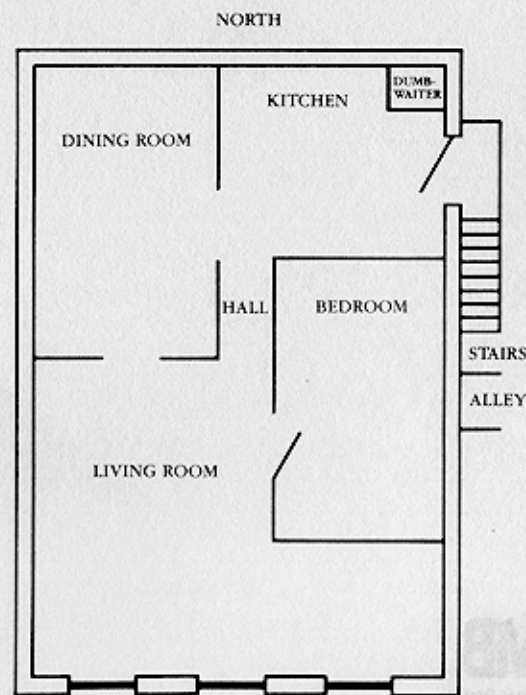 NORTH
DUMB-
WAITER
KITCHEN
DINING ROOM
HALL
BEDROOM
STAIRS
ALLEY
LIVING ROOM